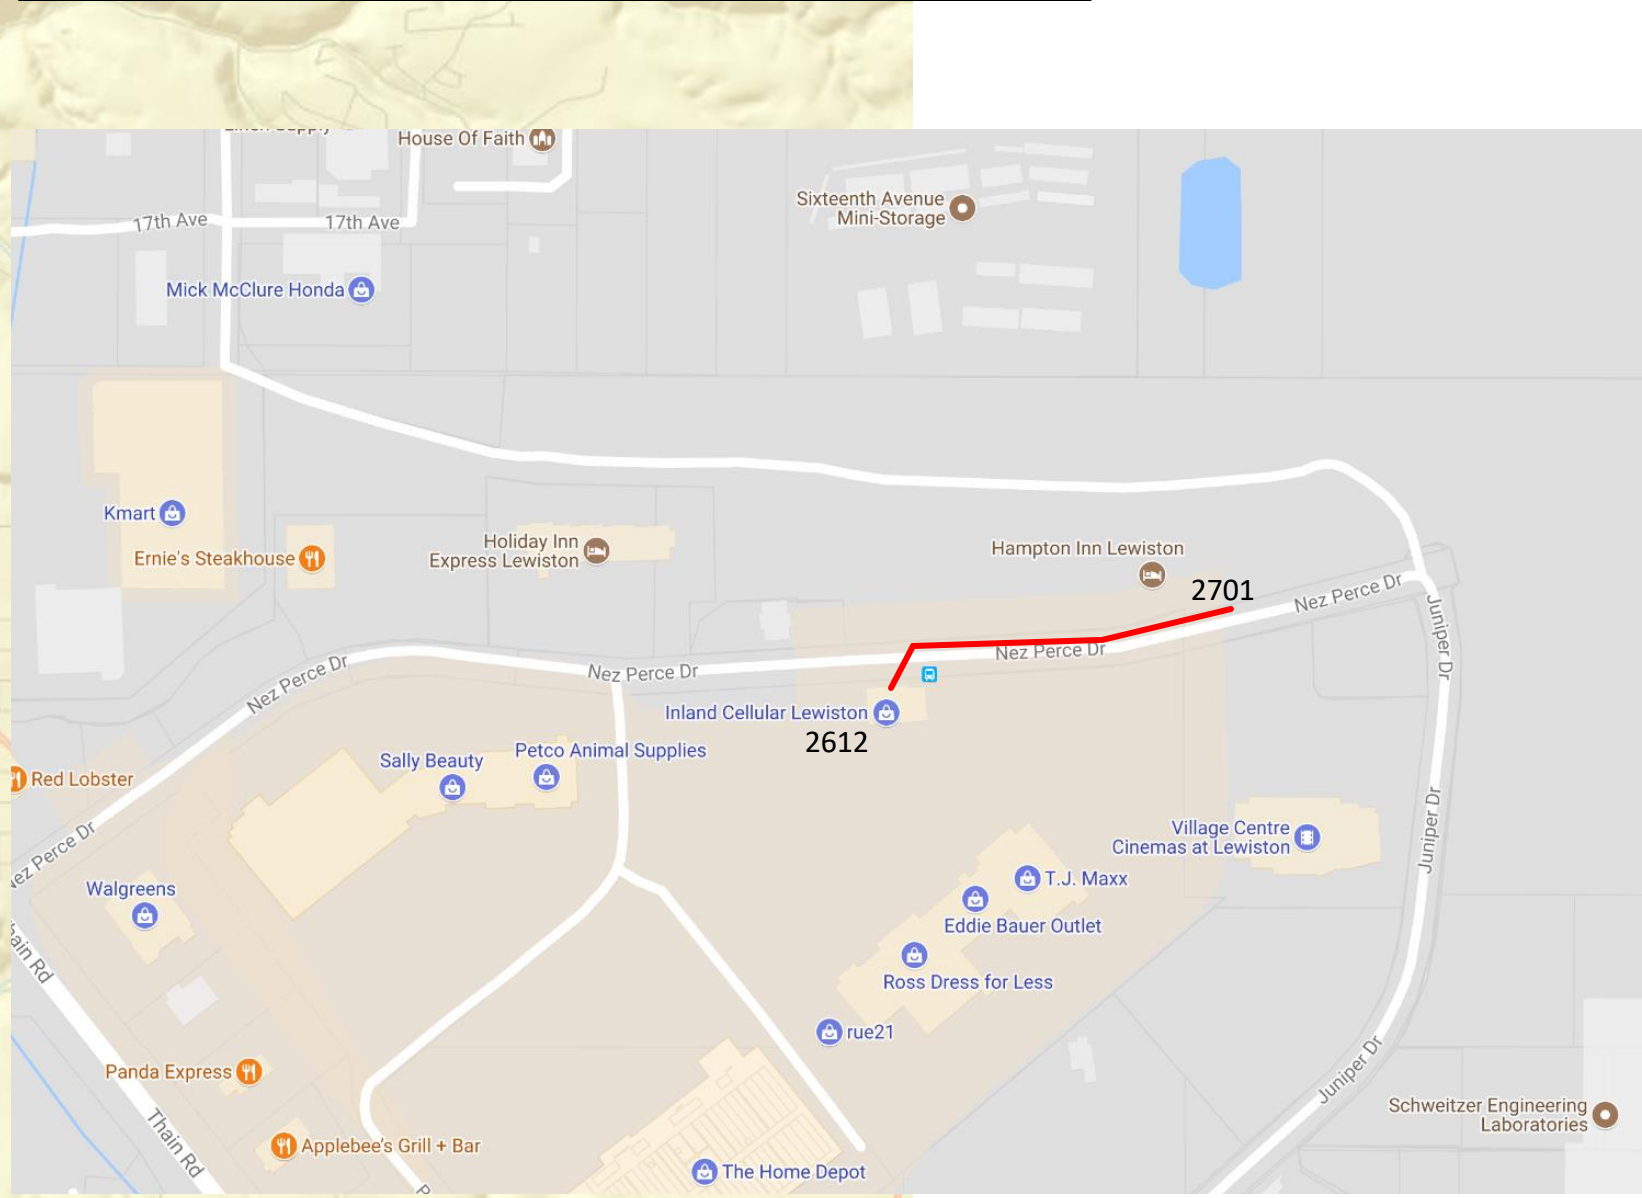 House Of Faith
Sixteenth Avenue
Mini-Storage
17th Ave
17th Ave
Mick McClure Honda
Kmart
Ernie's Steakhouse
Holiday Inn
Express Lewiston
Hampton Inn Lewiston
2701
Nez Perce Dr
Juniper Dr
Nez Perce Dr
Nez Perce Dr
Nez Perce Dr
Inland Cellular Lewiston
2612
Petco Animal Supplies
Sally Beauty
Red Lobster
Nez Perce Dr
Juniper Dr
Village Centre
Cinemas at Lewiston
T.J. Maxx
Walgreens
Eddie Bauer Outlet
Thain Rd
Ross Dress for Less
rue21
Panda Express
Juniper Dr
Schweitzer Engineering
Laboratories
Thain Rd
Applebee's Grill + Bar
The Home Depot